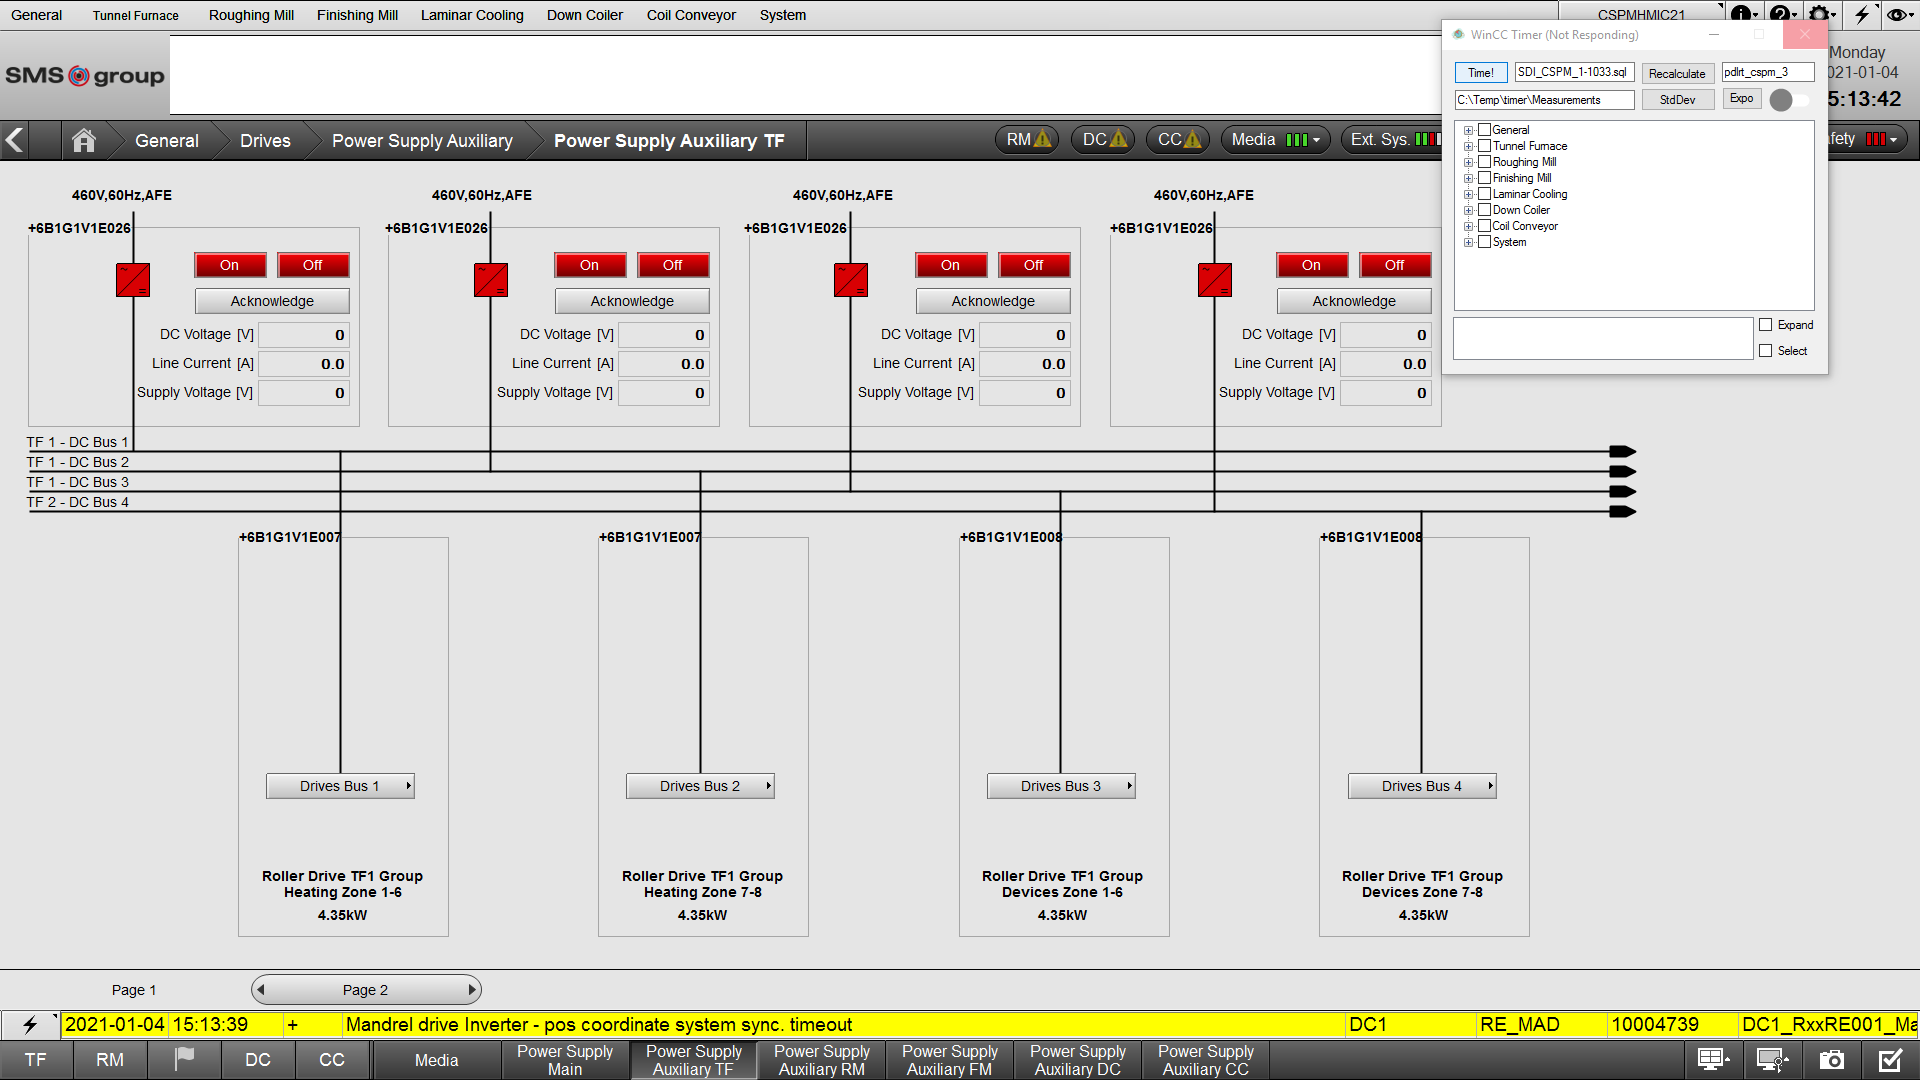 General Tunnel Furnace Roughing Mill Finishing Mill Laminar Cooling Down Coiler Coil Conveyor System CSPMHMIC21
WinCC Timer (Not Responding)
SMS group
Monday
2021-01-04
15:13:42
Time! SDI_CSPM_1-1033.sql Recalculate pdlrt_cspm_3
C:\Temp\timer\Measurements StdDev Expo
General
Tunnel Furnace
Roughing Mill
Finishing Mill
Laminar Cooling
Down Coiler
Coil Conveyor
System
Expand
Select
General Drives Power Supply Auxiliary Power Supply Auxiliary TF RM DC CC Media Ext. Sys.
460V,60Hz,AFE 460V,60Hz,AFE 460V,60Hz,AFE 460V,60Hz,AFE
+6B1G1V1E026 +6B1G1V1E026 +6B1G1V1E026 +6B1G1V1E026
On Off On Off On Off On Off
Acknowledge Acknowledge Acknowledge Acknowledge
DC Voltage [V] 0 DC Voltage [V] 0 DC Voltage [V] 0 DC Voltage [V] 0
Line Current [A] 0.0 Line Current [A] 0.0 Line Current [A] 0.0 Line Current [A] 0.0
Supply Voltage [V] 0 Supply Voltage [V] 0 Supply Voltage [V] 0 Supply Voltage [V] 0
TF 1 - DC Bus 1
TF 1 - DC Bus 2
TF 1 - DC Bus 3
TF 2 - DC Bus 4
+6B1G1V1E007 +6B1G1V1E007 +6B1G1V1E008 +6B1G1V1E008
Drives Bus 1 Drives Bus 2 Drives Bus 3 Drives Bus 4
Roller Drive TF1 Group Roller Drive TF1 Group Roller Drive TF1 Group Roller Drive TF1 Group
Heating Zone 1-6 Heating Zone 7-8 Devices Zone 1-6 Devices Zone 7-8
4.35kW 4.35kW 4.35kW 4.35kW
Page 1 Page 2
2021-01-04 15:13:39 + Mandrel drive Inverter - pos coordinate system sync. timeout DC1 RE_MAD 10004739 DC1_RxxRE001_Ma
TF RM DC CC Media
Power Supply Main
Power Supply Auxiliary TF
Power Supply Auxiliary RM
Power Supply Auxiliary FM
Power Supply Auxiliary DC
Power Supply Auxiliary CC